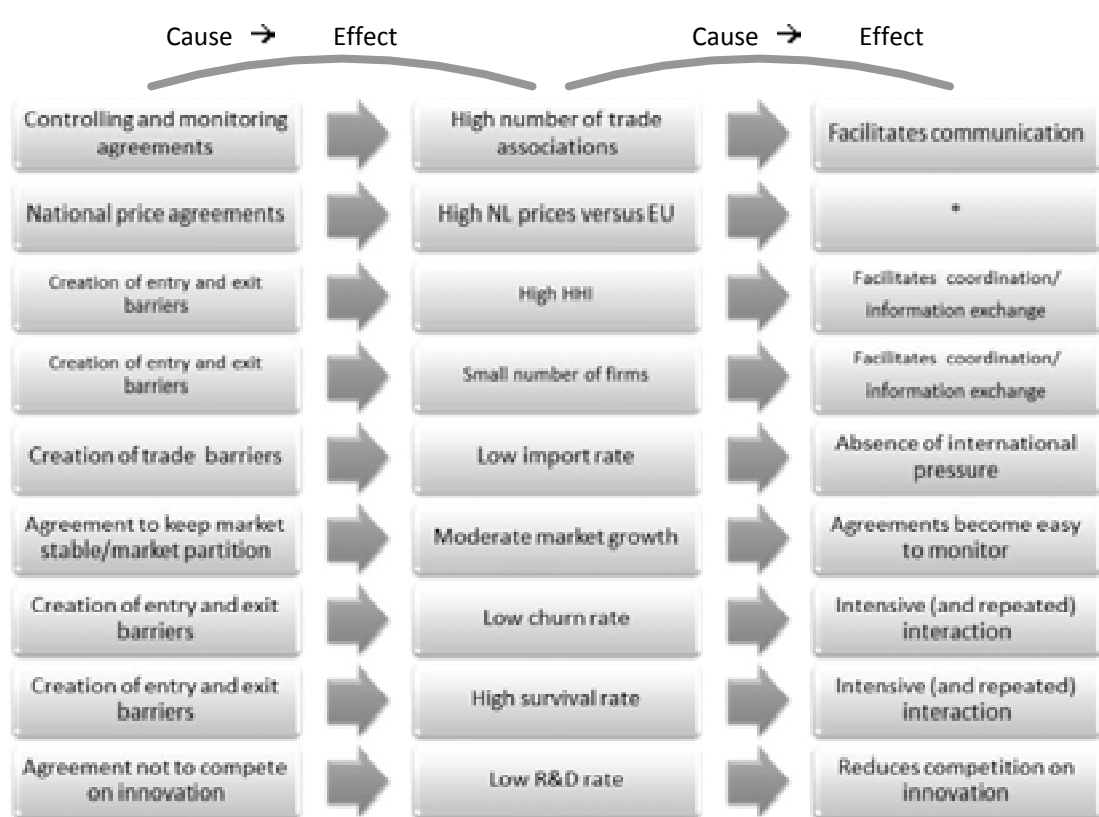 Cause → Effect Cause → Effect
Controlling and monitoring
agreements
High number of trade
associations
Facilitates communication
National price agreements
High NL prices versus EU
*
Creation of entry and exit
barriers
High HHI
Facilitates coordination/
information exchange
Creation of entry and exit
barriers
Small number of firms
Facilitates coordination/
information exchange
Creation of trade barriers
Low import rate
Absence of international
pressure
Agreement to keep market
stable/market partition
Moderate market growth
Agreements become easy
to monitor
Creation of entry and exit
barriers
Low churn rate
Intensive (and repeated)
interaction
Creation of entry and exit
barriers
High survival rate
Intensive (and repeated)
interaction
Agreement not to compete
on innovation
Low R&D rate
Reduces competition on
innovation